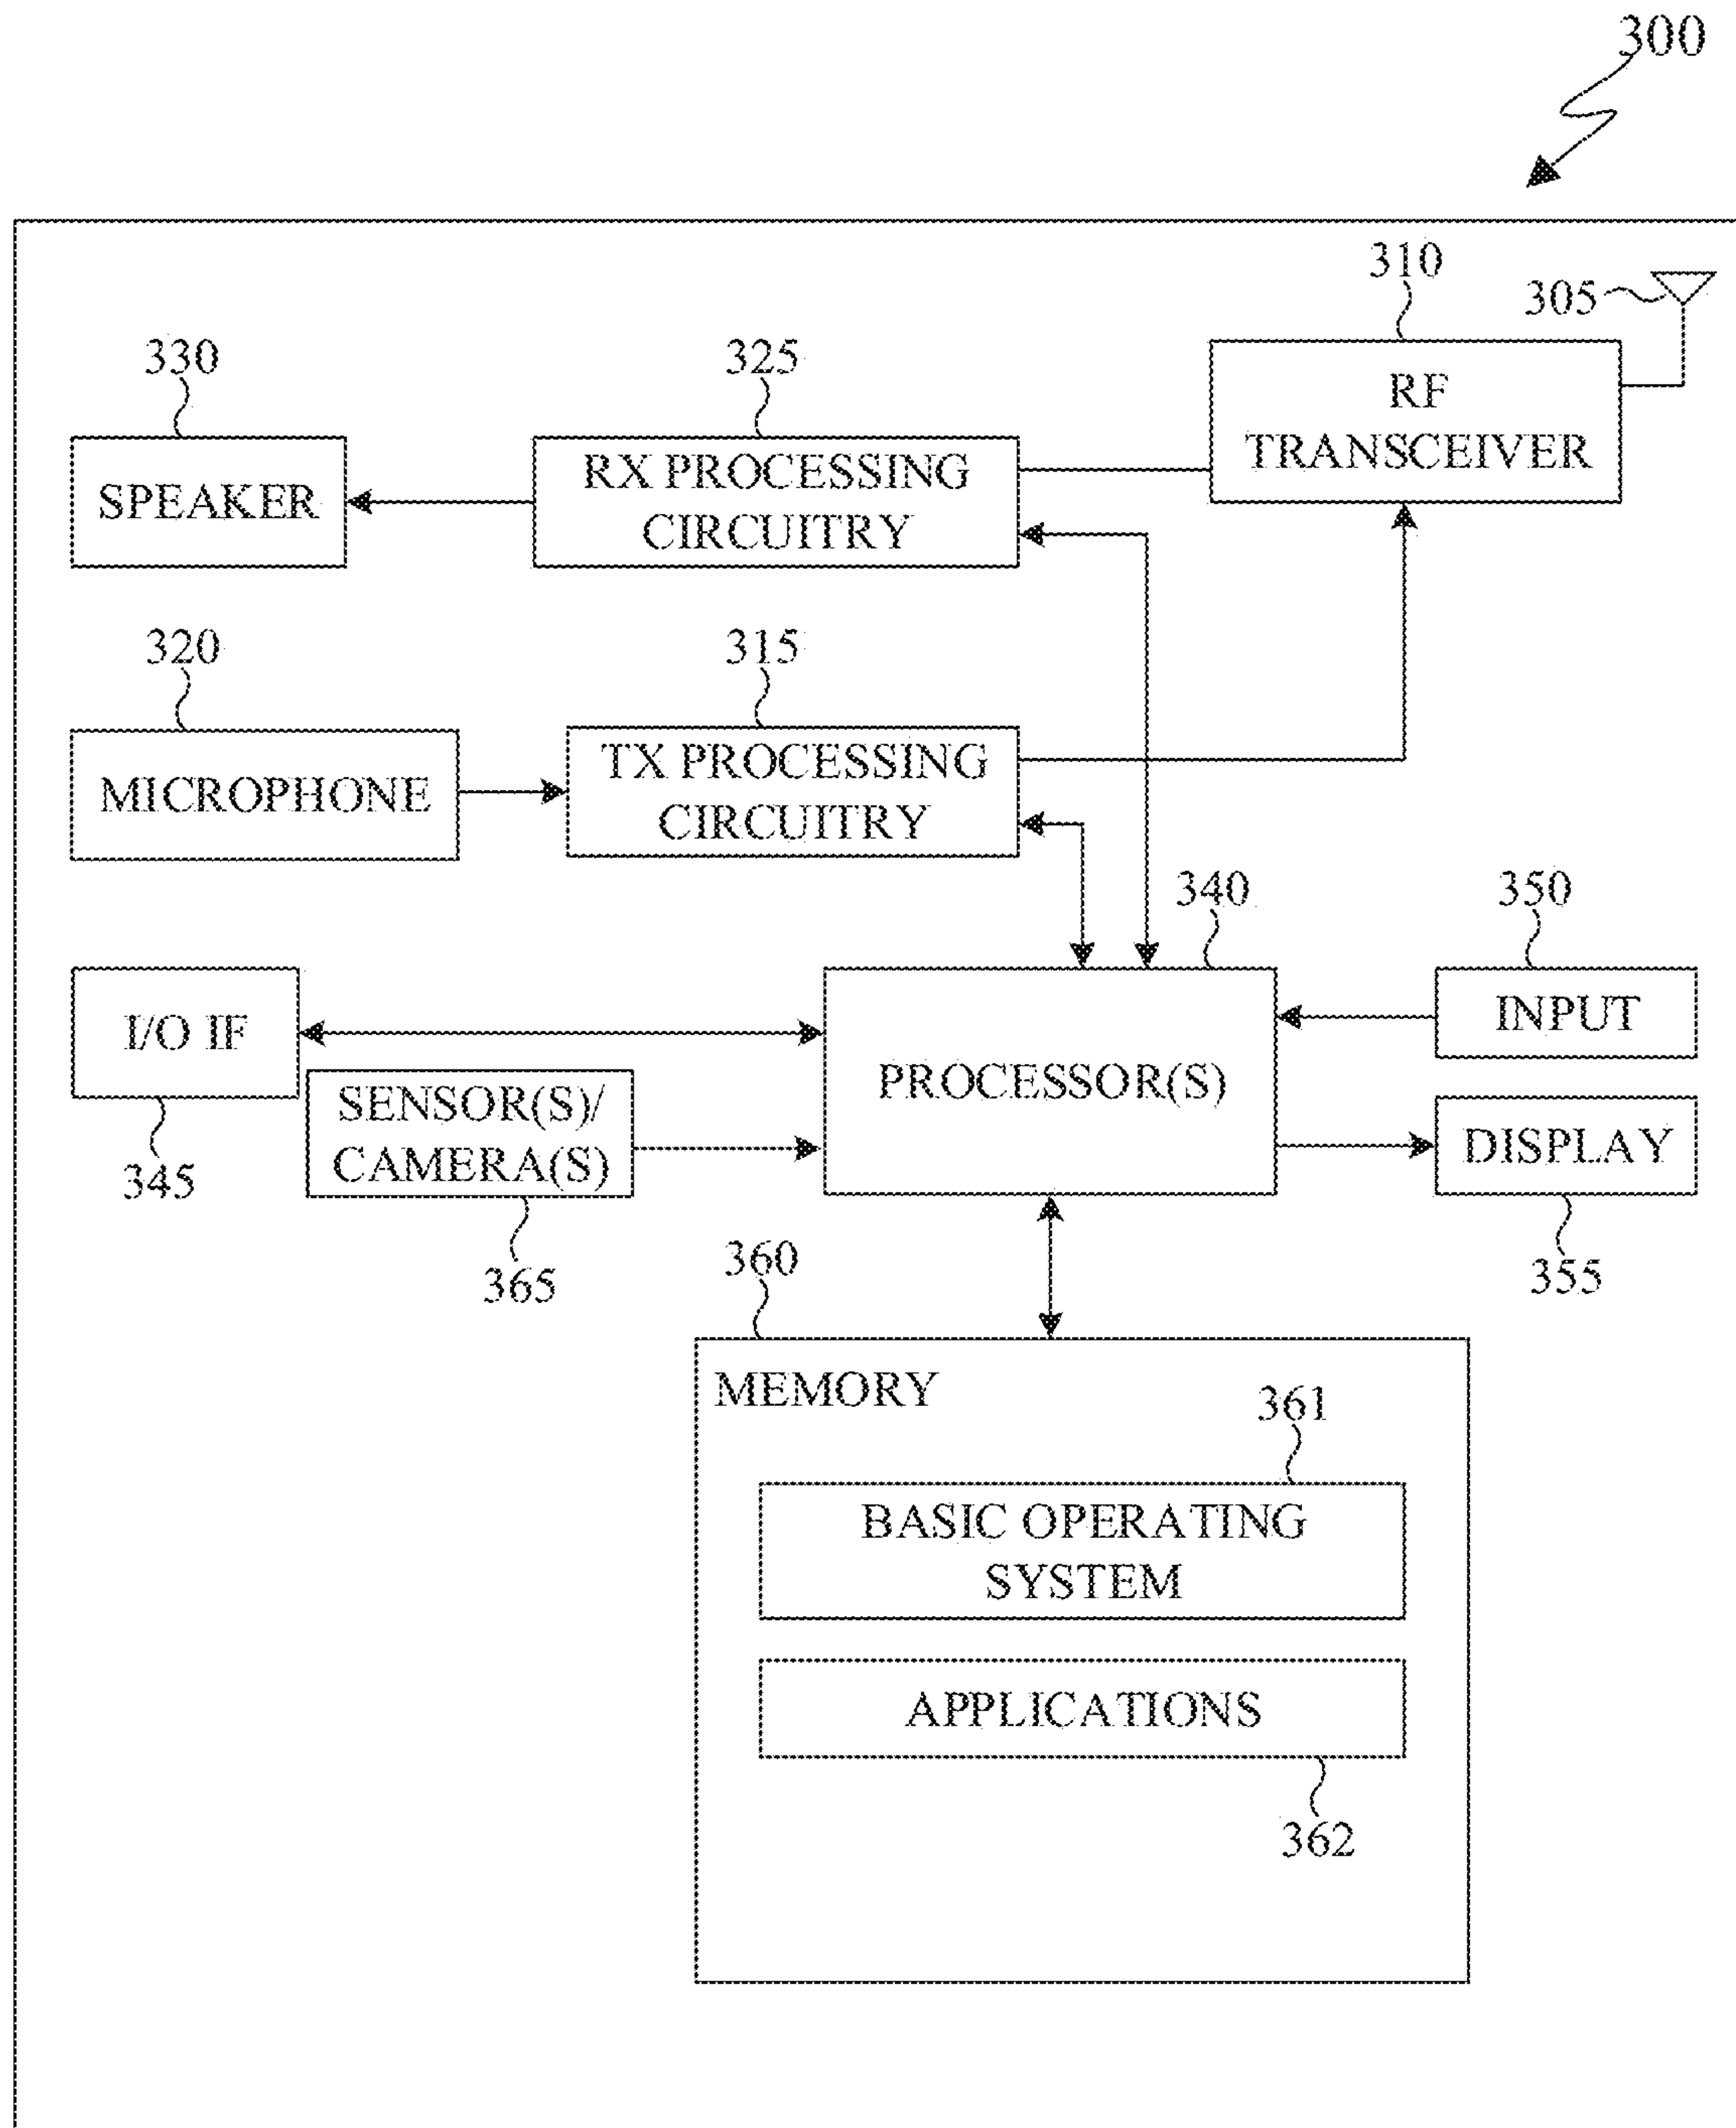 300
310
305
330
325
RF
TRANSCEIVER
SPEAKER
RX PROCESSING
CIRCUITRY
320
315
MICROPHONE
TX PROCESSING
CIRCUITRY
340
350
I/O IF
INPUT
PROCESSOR(S)
SENSOR(S)/
CAMERA(S)
DISPLAY
345
365
355
360
MEMORY
361
BASIC OPERATING
SYSTEM
APPLICATIONS
362